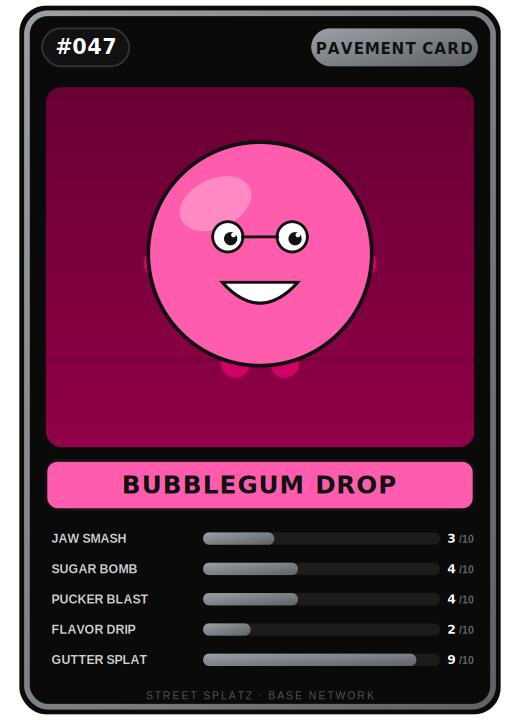 #047 PAVEMENT CARD
BUBBLEGUM DROP
JAW SMASH 3 /10
SUGAR BOMB 4 /10
PUCKER BLAST 4 /10
FLAVOR DRIP 2 /10
GUTTER SPLAT 9 /10
STREET SPLATZ · BASE NETWORK